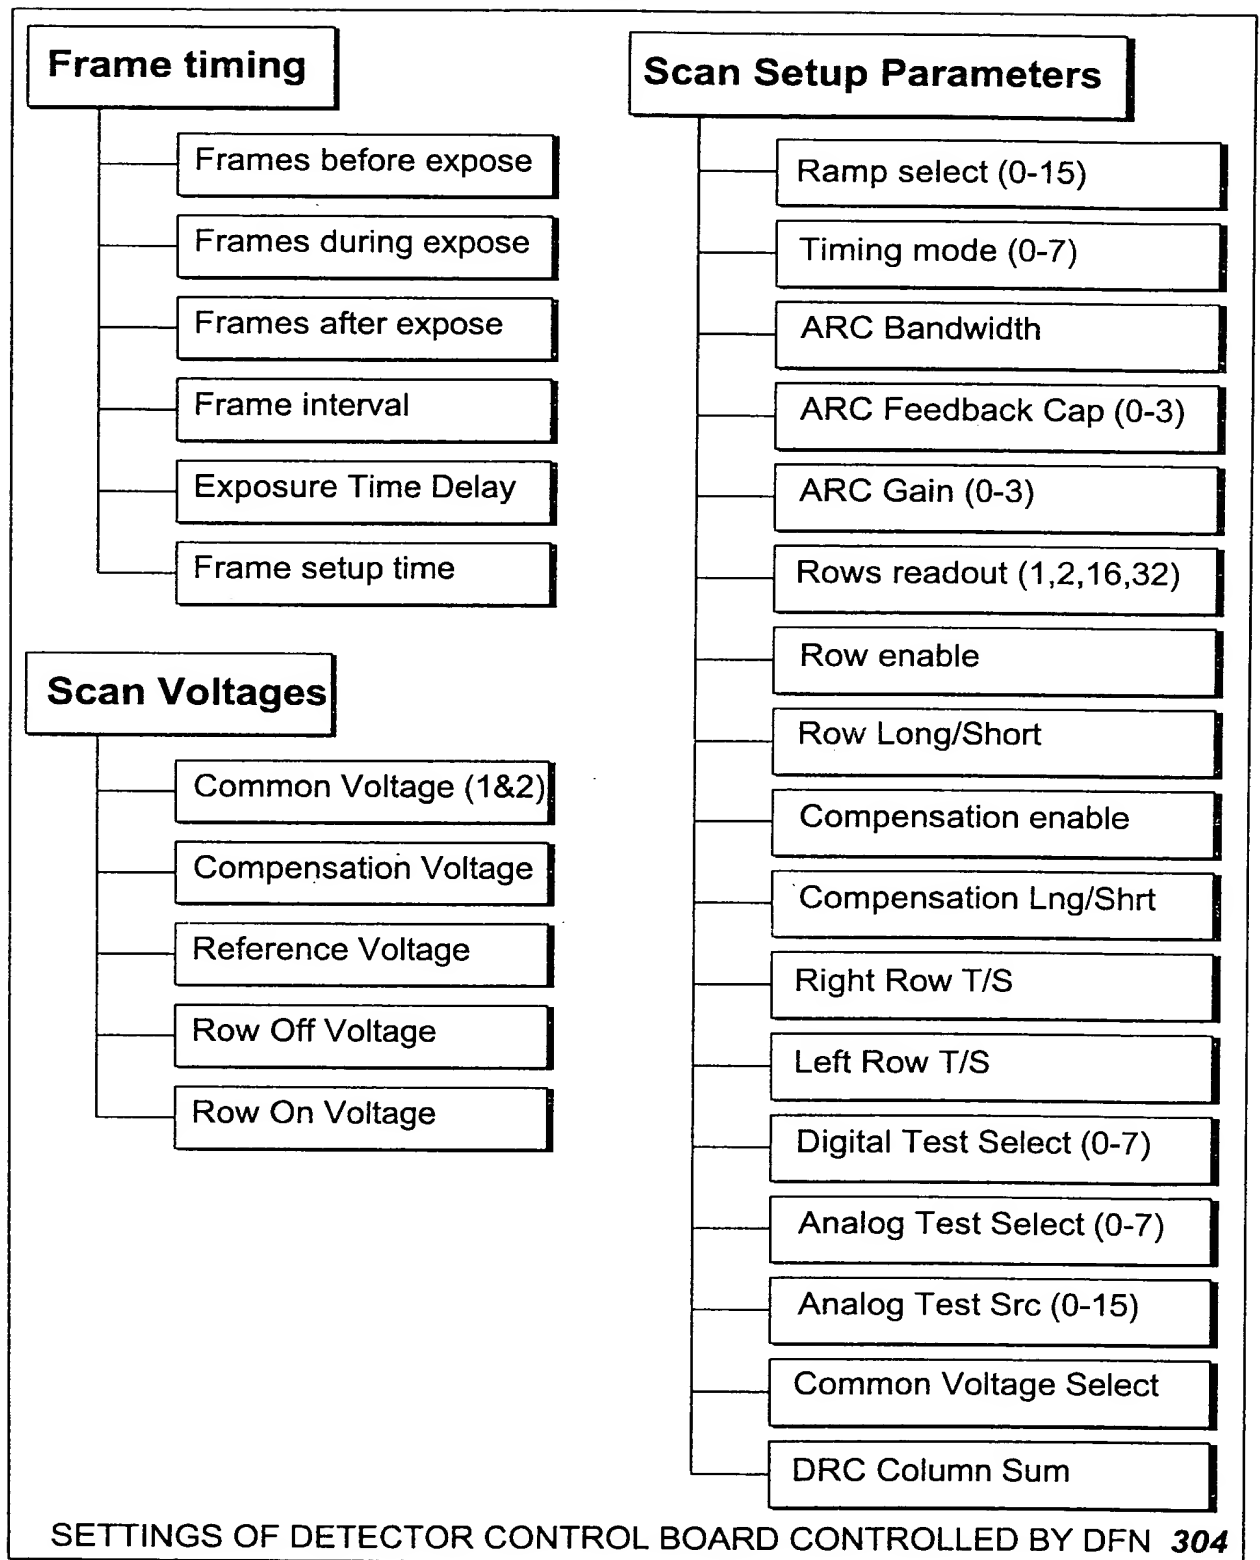 Frame timing
Frames before expose
Frames during expose
Frames after expose
Frame interval
Exposure Time Delay
Frame setup time
Scan Voltages
Common Voltage (1&2)
Compensation Voltage
Reference Voltage
Row Off Voltage
Row On Voltage
Scan Setup Parameters
Ramp select (0-15)
Timing mode (0-7)
ARC Bandwidth
ARC Feedback Cap (0-3)
ARC Gain (0-3)
Rows readout (1,2,16,32)
Row enable
Row Long/Short
Compensation enable
Compensation Lng/Shrt
Right Row T/S
Left Row T/S
Digital Test Select (0-7)
Analog Test Select (0-7)
Analog Test Src (0-15)
Common Voltage Select
DRC Column Sum
SETTINGS OF DETECTOR CONTROL BOARD CONTROLLED BY DFN 304